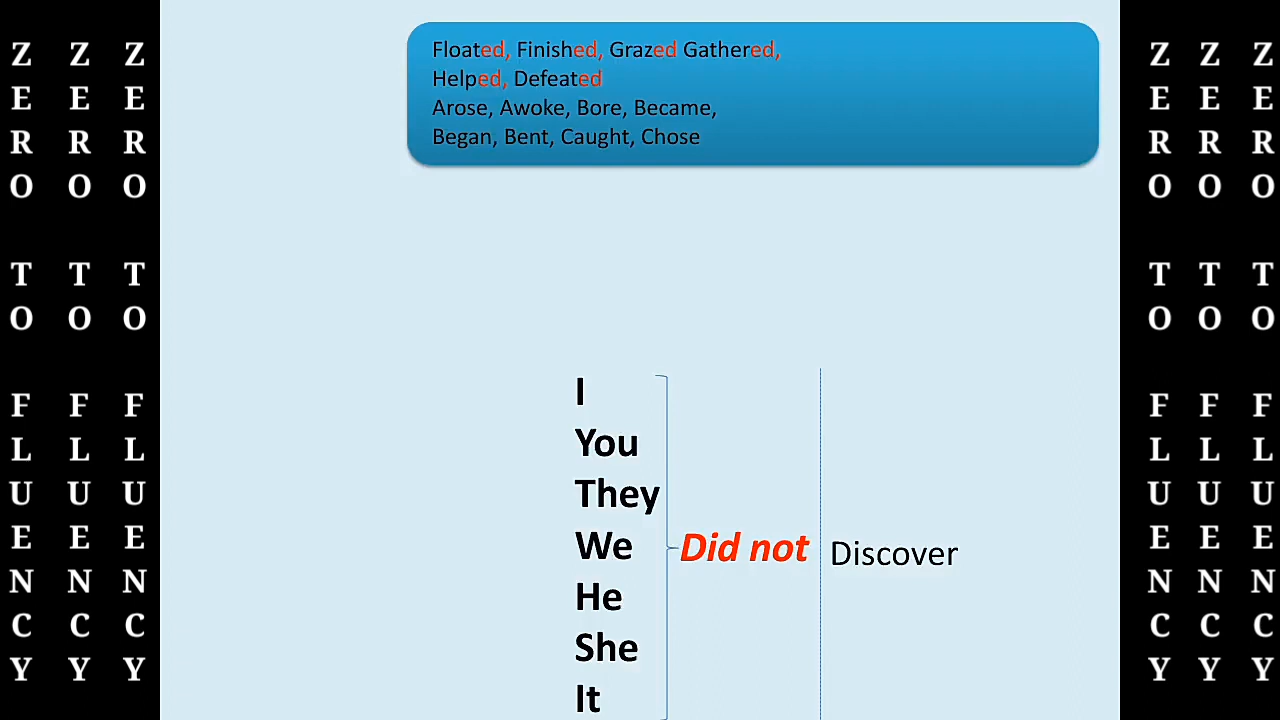 ZERO TO FLUENCY
ZERO TO FLUENCY
ZERO TO FLUENCY
Floated, Finished, Grazed Gathered,
Helped, Defeated
Arose, Awoke, Bore, Became,
Began, Bent, Caught, Chose
I
You
They
We
He
She
It
Did not
Discover
ZERO TO FLUENCY
ZERO TO FLUENCY
ZERO TO FLUENCY